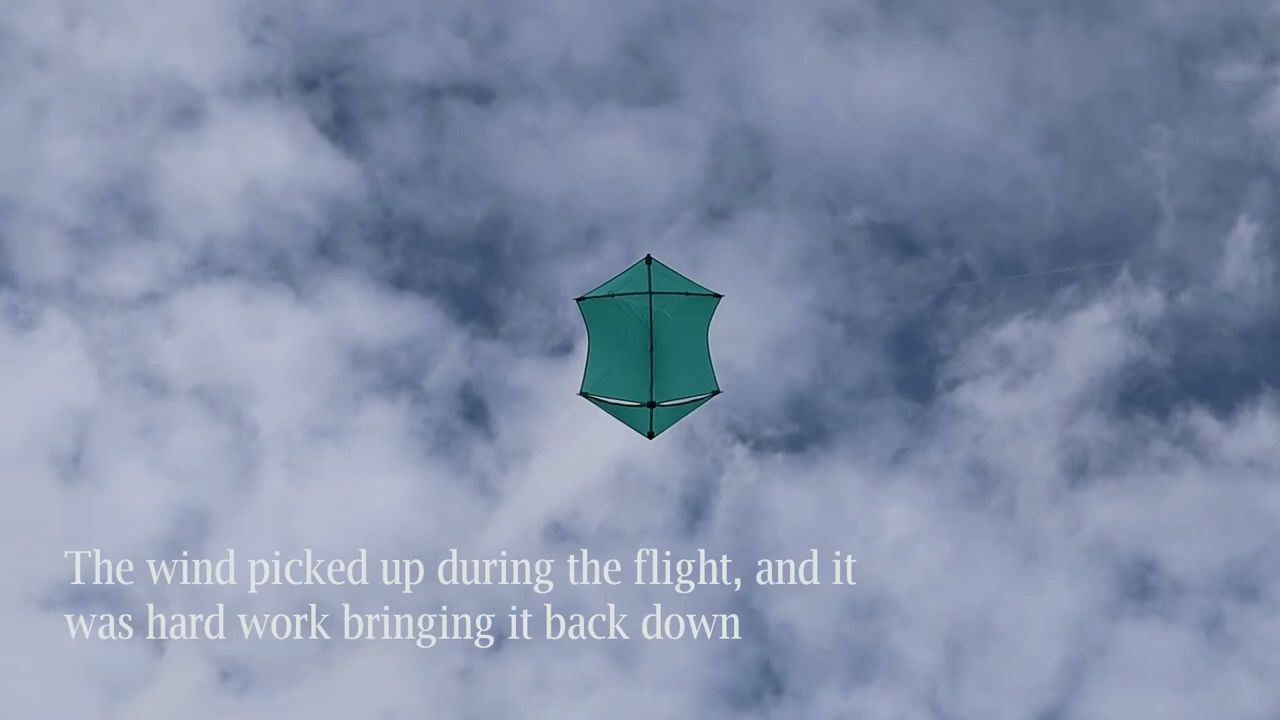 The wind picked up during the flight, and it
was hard work bringing it back down